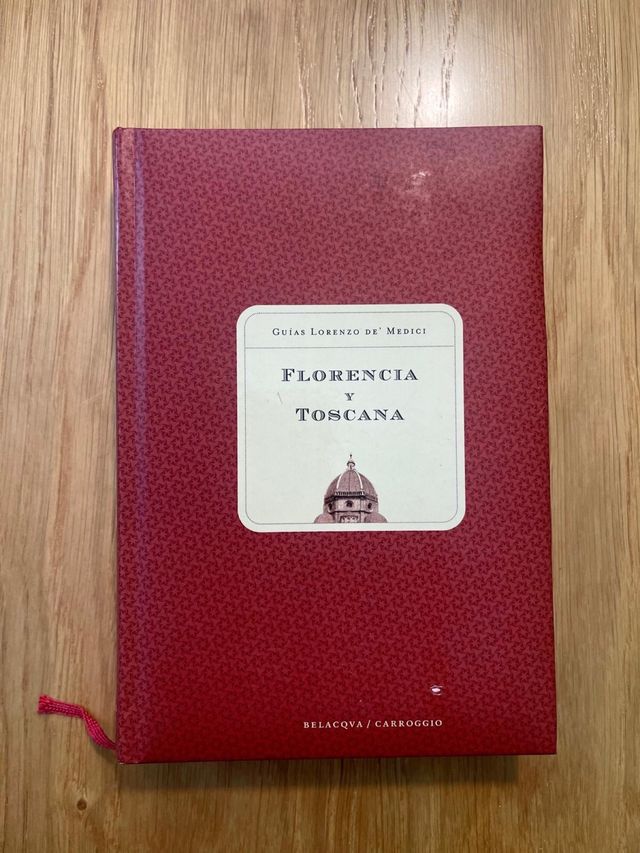 Guías Lorenzo de' Medici
Florencia
y
Toscana
BELACQVA / CARROGGIO